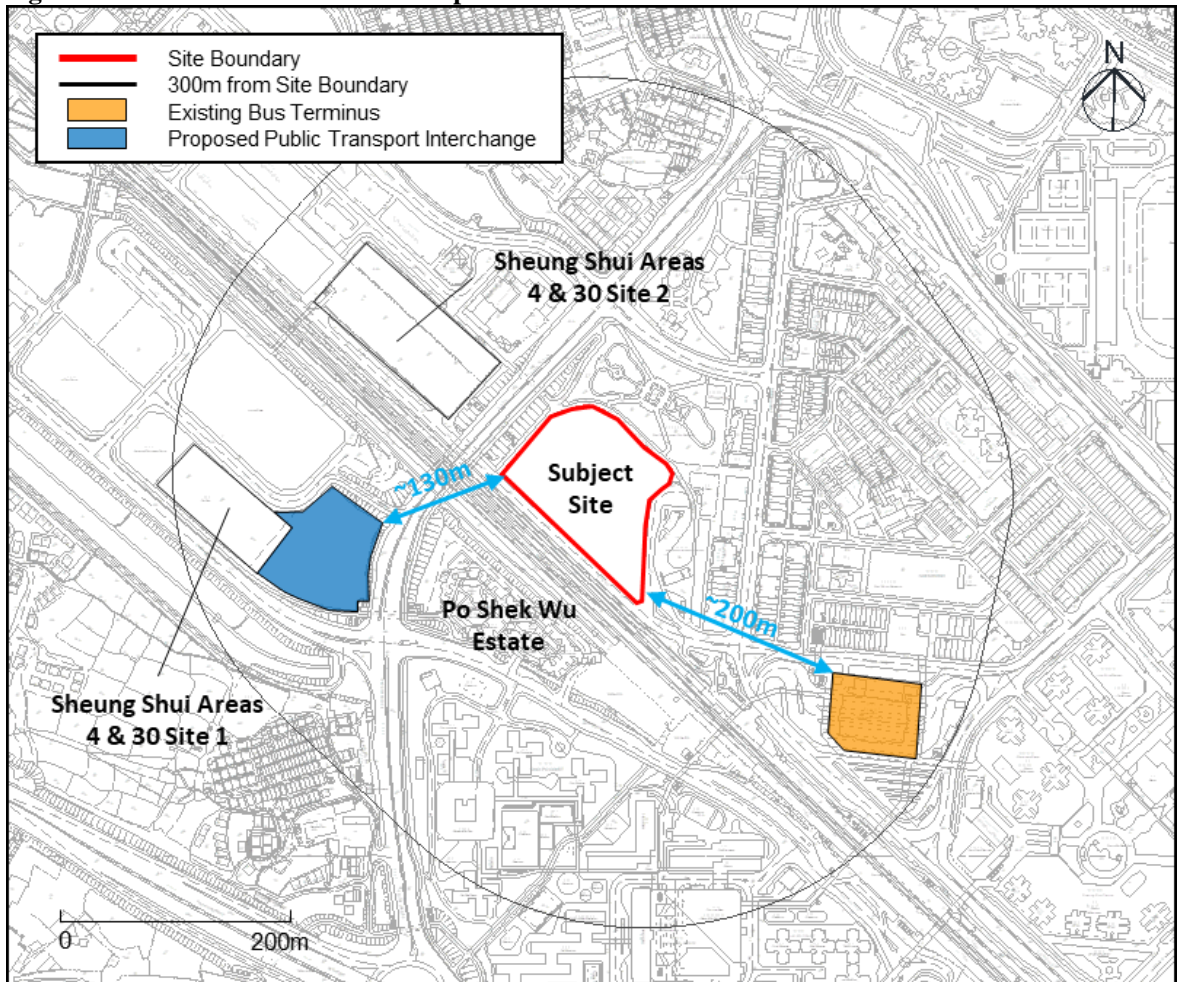 Site Boundary
300m from Site Boundary
Existing Bus Terminus
Proposed Public Transport Interchange
N
Sheung Shui Areas
4 & 30 Site 2
~130m
Subject
Site
Po Shek Wu
Estate
~200m
Sheung Shui Areas
4 & 30 Site 1
0
200m